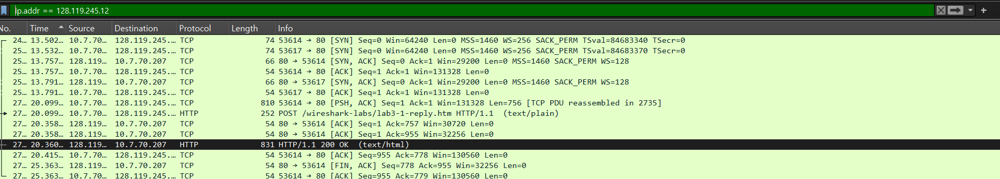 ip.addr == 128.119.245.12
No. Time Source Destination Protocol Length Info
24… 13.502… 10.7.70… 128.119.245.… TCP 74 53614 → 80 [SYN] Seq=0 Win=64240 Len=0 MSS=1460 WS=256 SACK_PERM TSval=84683340 TSecr=0
25… 13.532… 10.7.70… 128.119.245.… TCP 74 53617 → 80 [SYN] Seq=0 Win=64240 Len=0 MSS=1460 WS=256 SACK_PERM TSval=84683370 TSecr=0
25… 13.757… 128.119… 10.7.70.207 TCP 66 80 → 53614 [SYN, ACK] Seq=0 Ack=1 Win=29200 Len=0 MSS=1460 SACK_PERM WS=128
25… 13.757… 10.7.70… 128.119.245.… TCP 54 53614 → 80 [ACK] Seq=1 Ack=1 Win=131328 Len=0
25… 13.791… 128.119… 10.7.70.207 TCP 66 80 → 53617 [SYN, ACK] Seq=0 Ack=1 Win=29200 Len=0 MSS=1460 SACK_PERM WS=128
25… 13.791… 10.7.70… 128.119.245.… TCP 54 53617 → 80 [ACK] Seq=1 Ack=1 Win=131328 Len=0
27… 20.099… 10.7.70… 128.119.245.… TCP 810 53614 → 80 [PSH, ACK] Seq=1 Ack=1 Win=131328 Len=756 [TCP PDU reassembled in 2735]
27… 20.099… 10.7.70… 128.119.245.… HTTP 252 POST /wireshark-labs/lab3-1-reply.htm HTTP/1.1 (text/plain)
27… 20.358… 128.119… 10.7.70.207 TCP 54 80 → 53614 [ACK] Seq=1 Ack=757 Win=30720 Len=0
27… 20.358… 128.119… 10.7.70.207 TCP 54 80 → 53614 [ACK] Seq=1 Ack=955 Win=32256 Len=0
27… 20.360… 128.119… 10.7.70.207 HTTP 831 HTTP/1.1 200 OK (text/html)
27… 20.415… 10.7.70… 128.119.245.… TCP 54 53614 → 80 [ACK] Seq=955 Ack=778 Win=130560 Len=0
27… 25.363… 128.119… 10.7.70.207 TCP 54 80 → 53614 [FIN, ACK] Seq=778 Ack=955 Win=32256 Len=0
27… 25.363… 10.7.70… 128.119.245.… TCP 54 53614 → 80 [ACK] Seq=955 Ack=779 Win=130560 Len=0